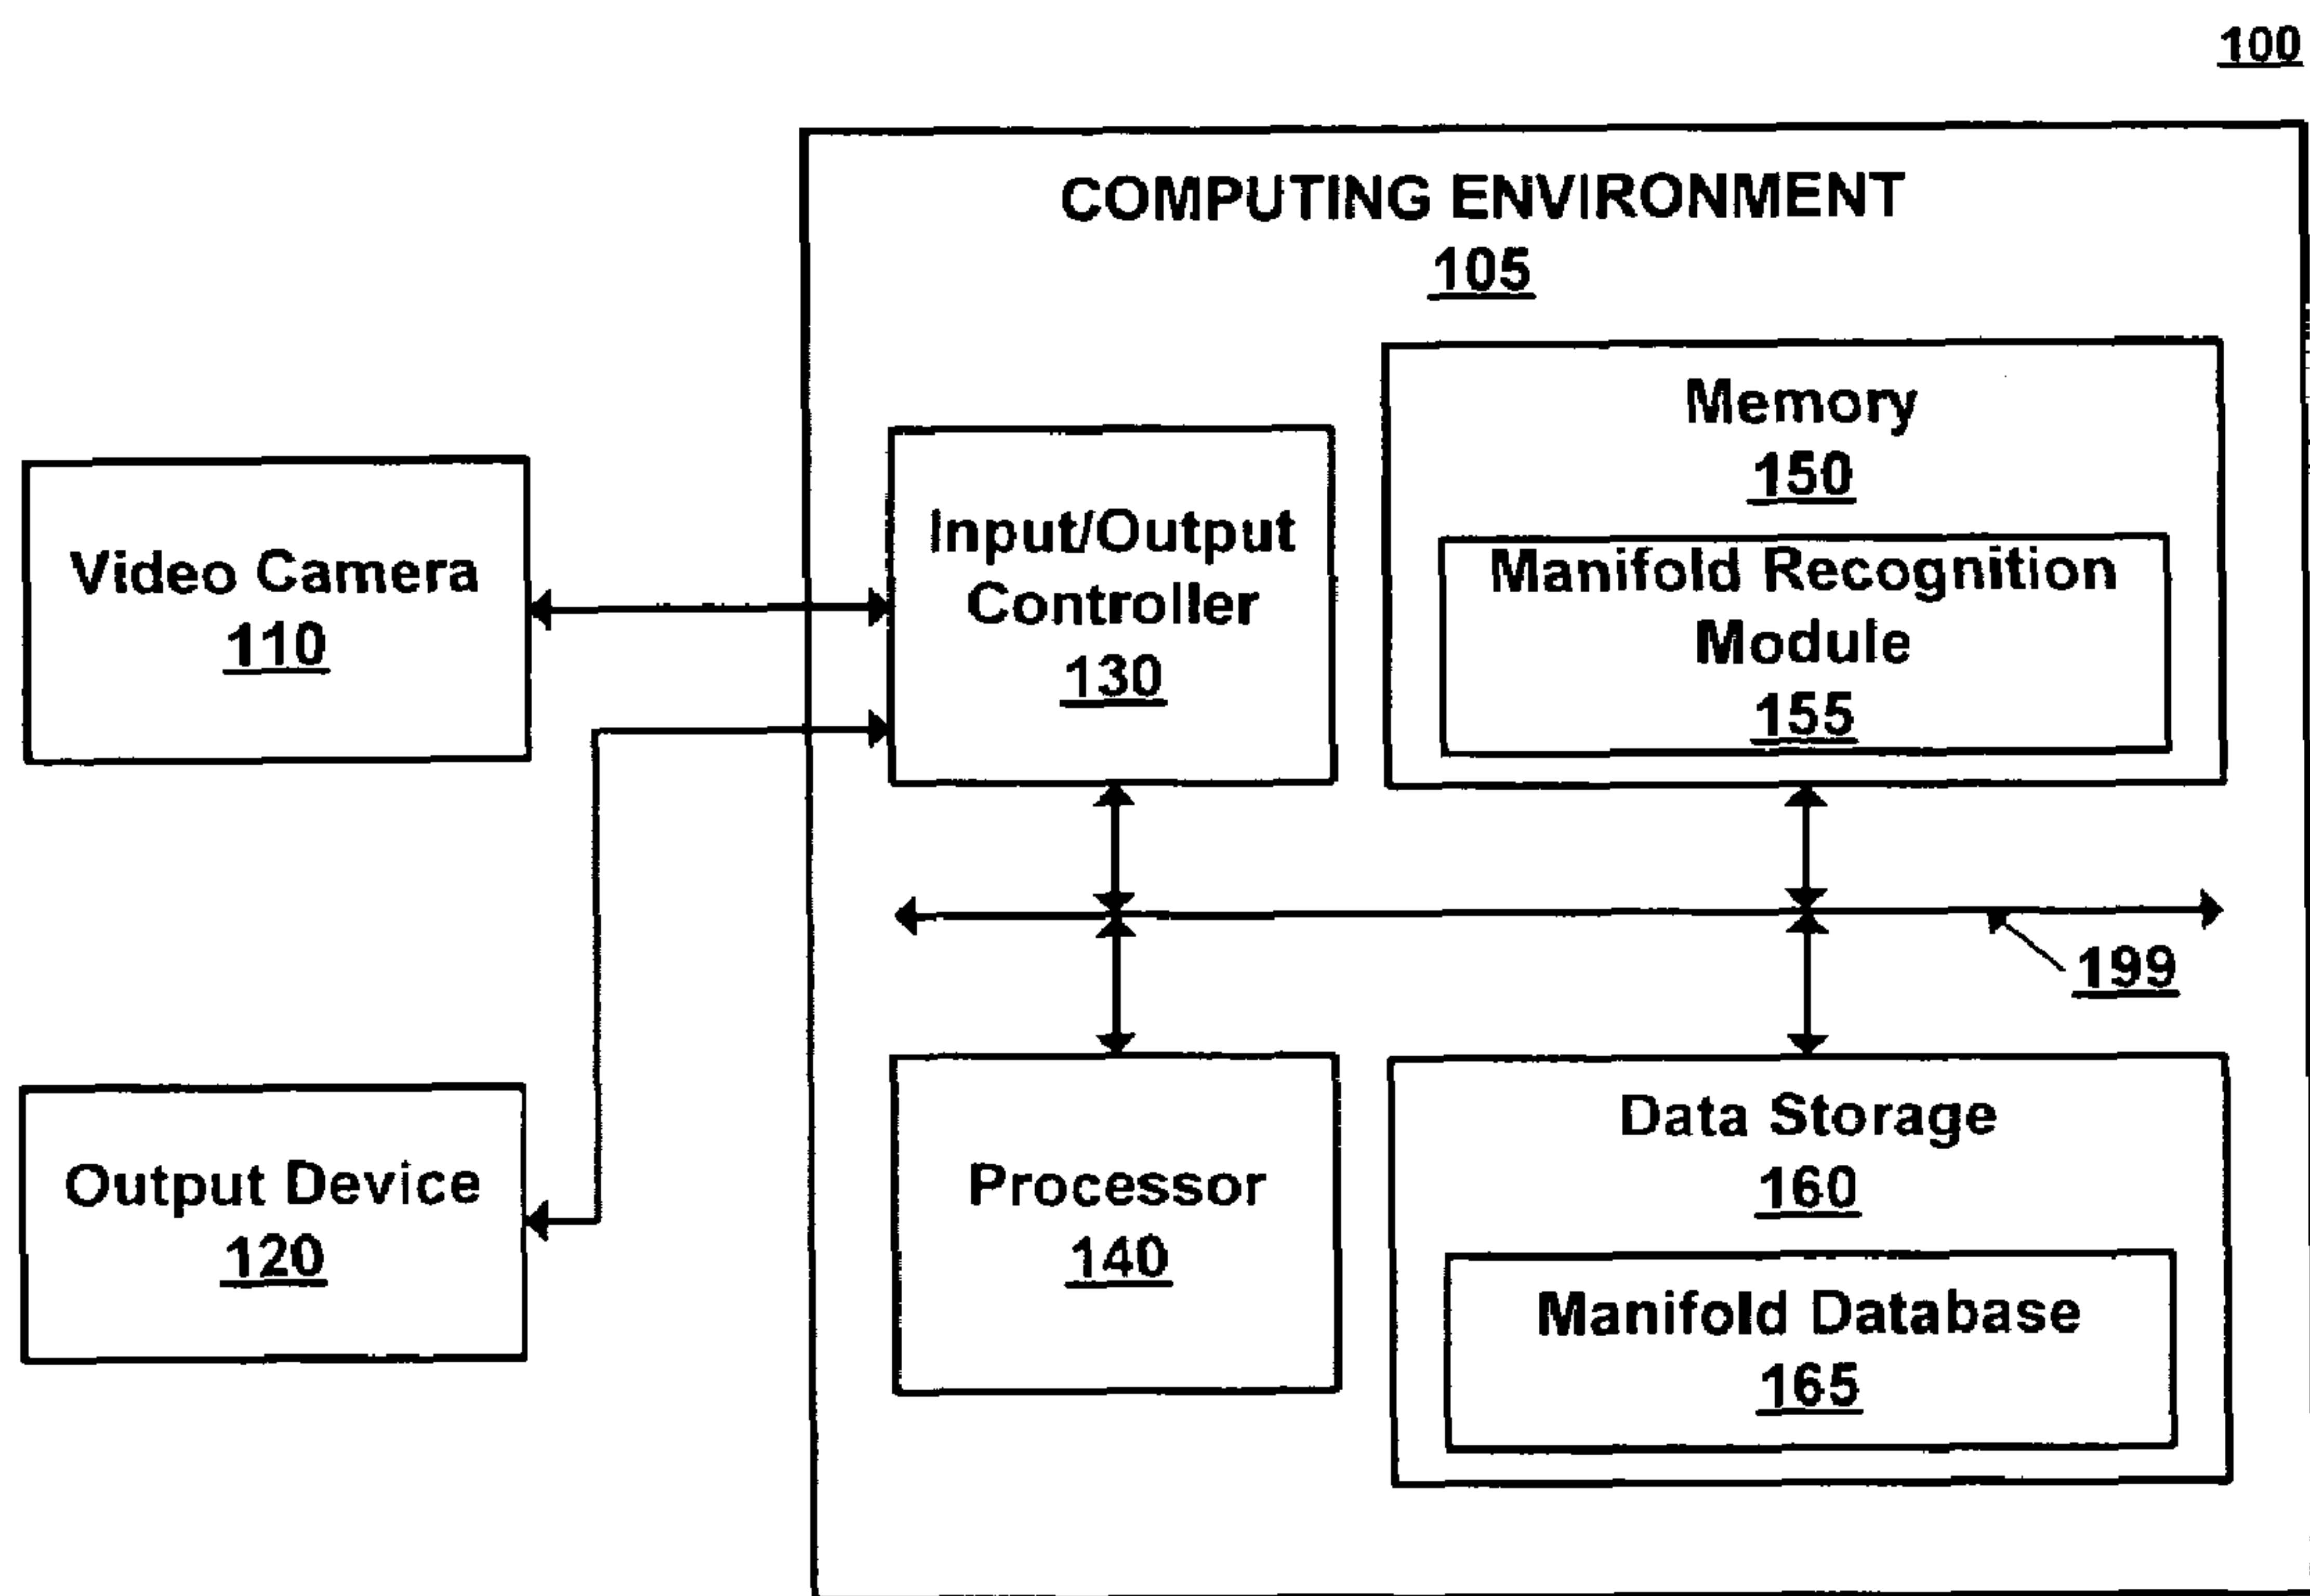 100
COMPUTING ENVIRONMENT
105
Video Camera
110
Input/Output
Controller
130
Memory
150
Manifold Recognition
Module
155
199
Output Device
120
Processor
140
Data Storage
160
Manifold Database
165